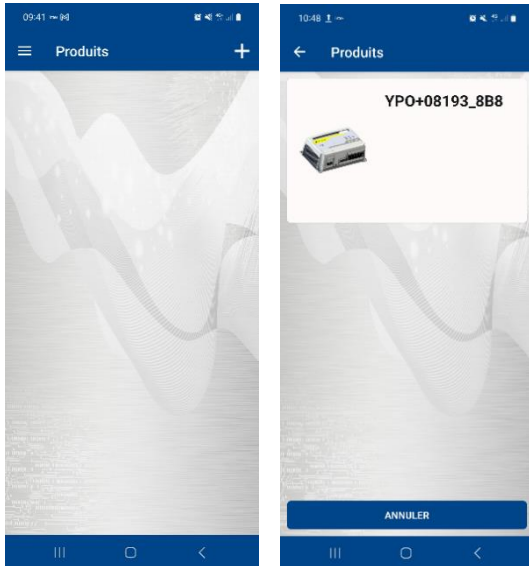 09:41
Produits
10:48
Produits
YPO+08193_8B8
ANNULER